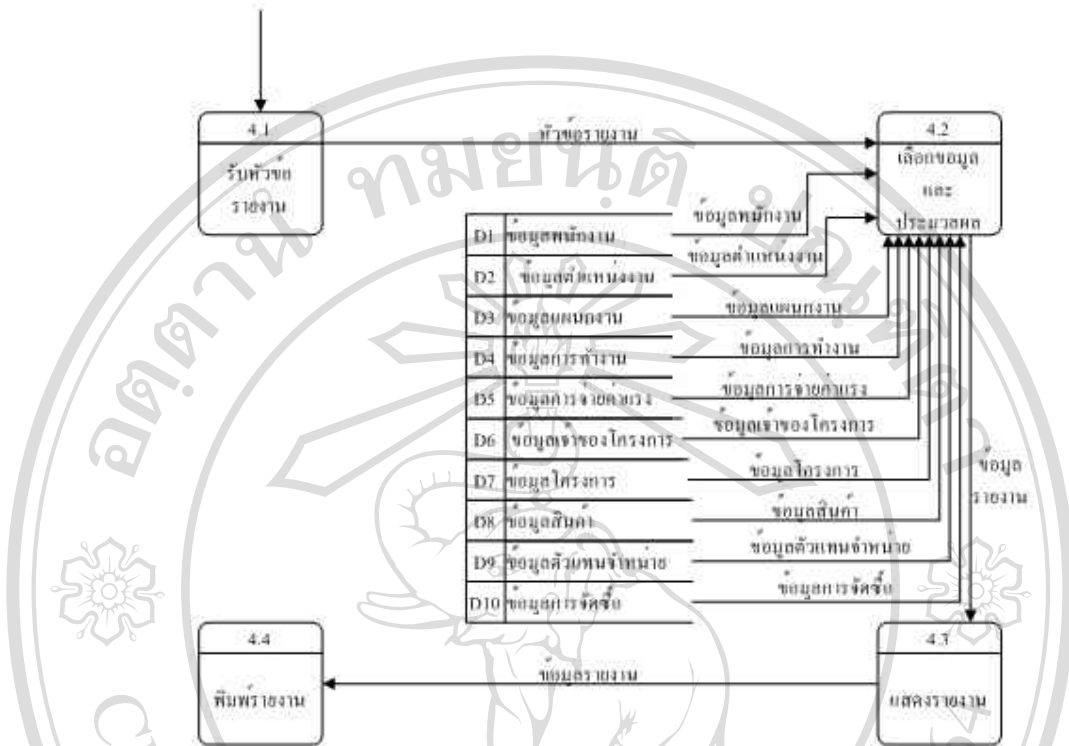 4.1
รับหัวข้อ
รายงาน
หัวข้อรายงาน
4.2
เลือกข้อมูล
และ
ประมวลผล
D1 ข้อมูลพนักงาน
ข้อมูลพนักงาน
D2 ข้อมูลตำแหน่งงาน
ข้อมูลตำแหน่งงาน
D3 ข้อมูลแผนกงาน
ข้อมูลแผนกงาน
D4 ข้อมูลการทำงาน
ข้อมูลการทำงาน
D5 ข้อมูลการจ่ายค่าแรง
ข้อมูลการจ่ายค่าแรง
D6 ข้อมูลเจ้าของโครงการ
ข้อมูลเจ้าของโครงการ
D7 ข้อมูลโครงการ
ข้อมูลโครงการ
D8 ข้อมูลสินค้า
ข้อมูลสินค้า
D9 ข้อมูลตัวแทนจำหน่าย
ข้อมูลตัวแทนจำหน่าย
D10 ข้อมูลการจัดซื้อ
ข้อมูลการจัดซื้อ
ข้อมูล
รายงาน
4.4
พิมพ์รายงาน
ข้อมูลรายงาน
4.3
แสดงรายงาน